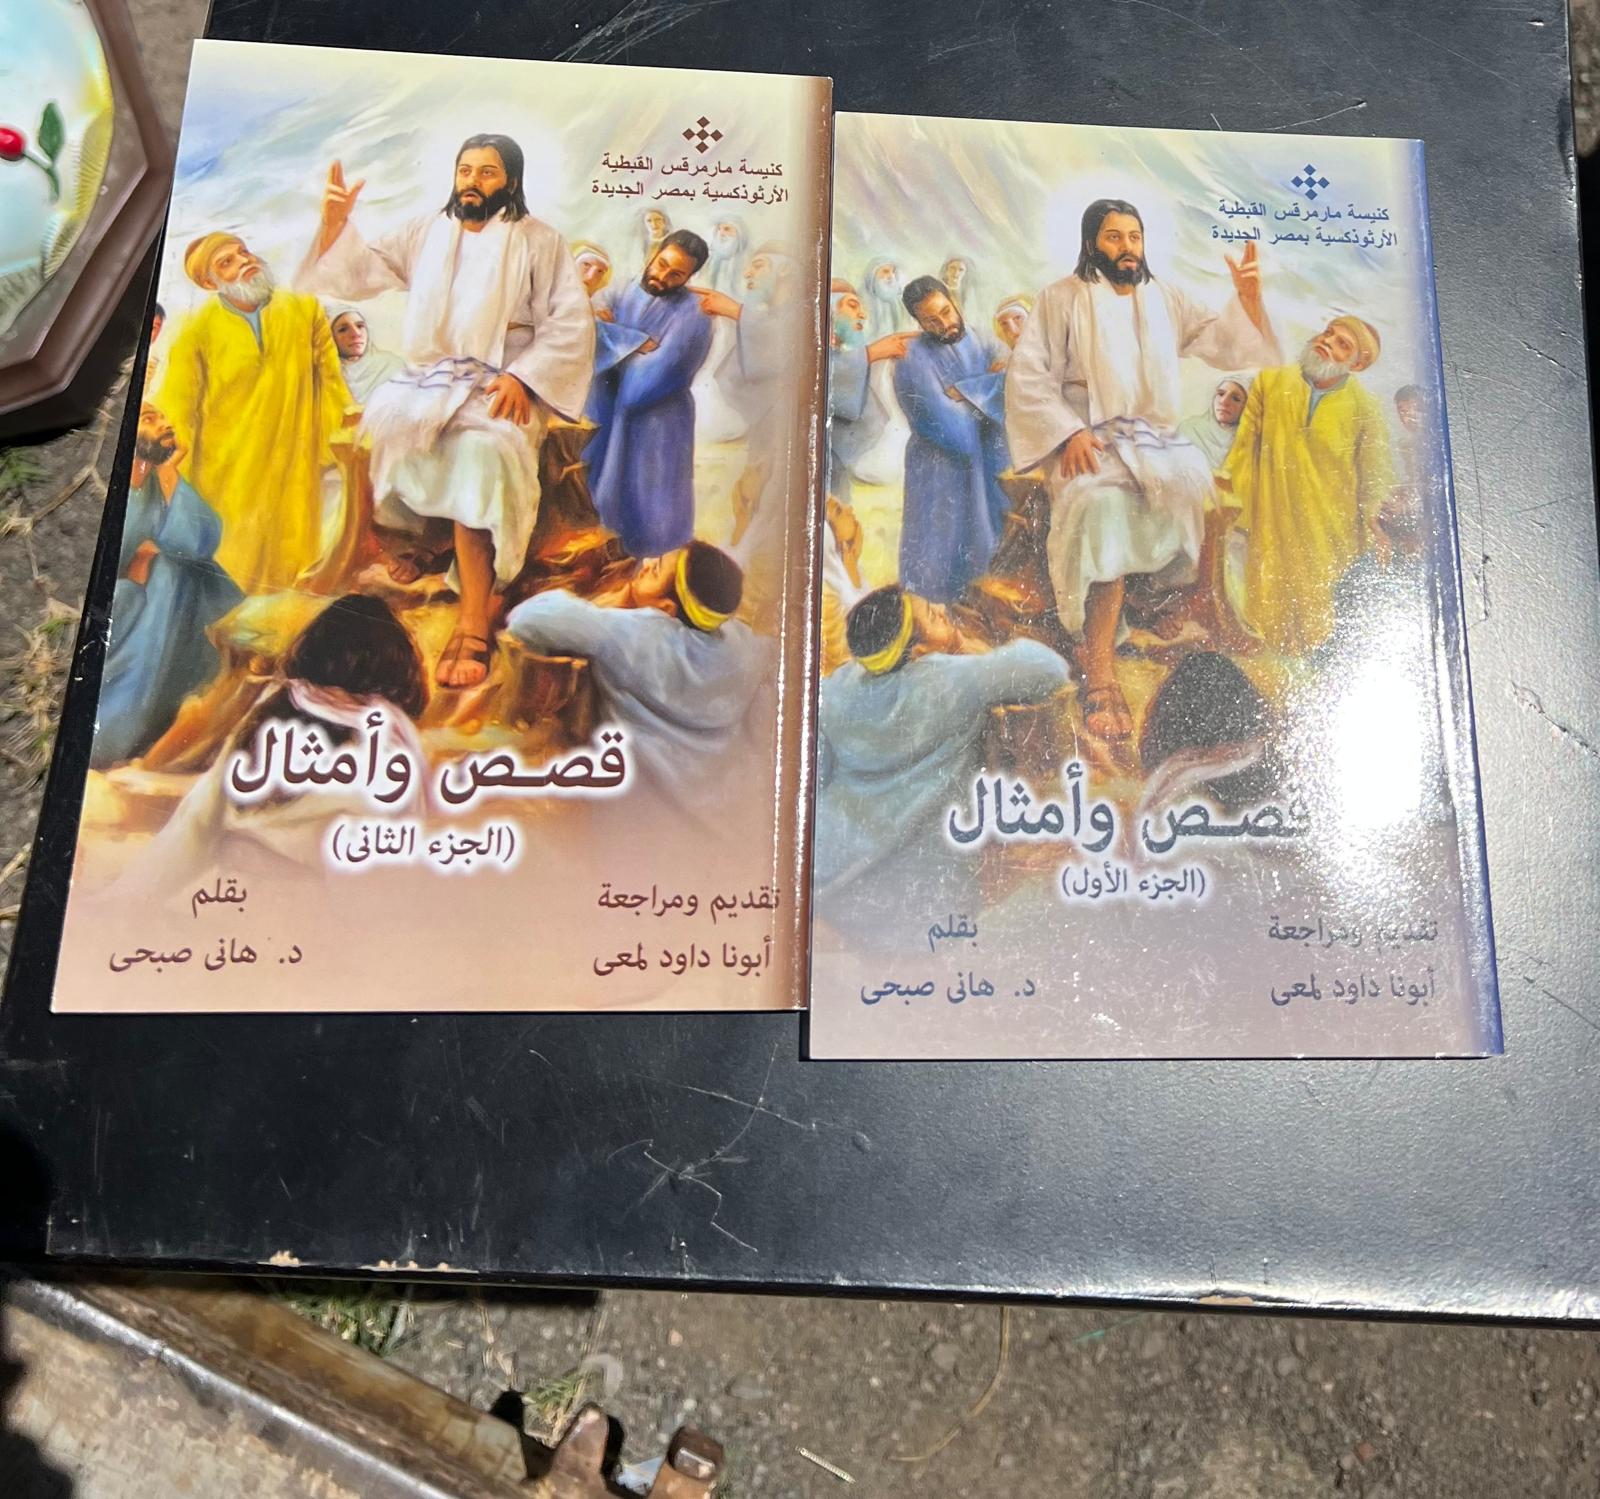 كنيسة مارمرقس القبطية
الأرثوذكسية بمصر الجديدة
قصص وأمثال
(الجزء الأول)
تقديم ومراجعة
أبونا داود لمعى
بقلم
د. هانى صبحى
كنيسة مارمرقس القبطية
الأرثوذكسية بمصر الجديدة
قصص وأمثال
(الجزء الثانى)
تقديم ومراجعة
أبونا داود لمعى
بقلم
د. هانى صبحى